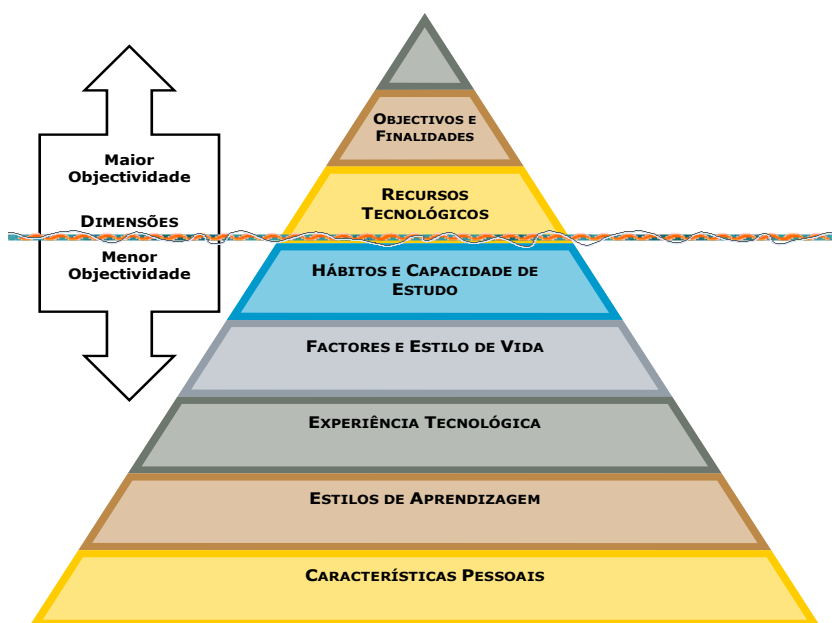 Objectivos e
Finalidades
Maior
Objectividade
Recursos
Tecnológicos
Dimensões
Menor
Objectividade
Hábitos e Capacidade de
Estudo
Factores e Estilo de Vida
Experiência Tecnológica
Estilos de Aprendizagem
Características Pessoais